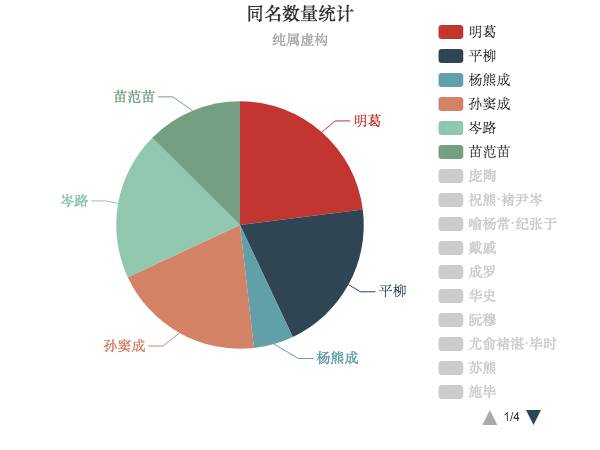 同名数量统计
纯属虚构
明葛
平柳
杨熊成
孙窦成
岑路
苗范苗
明葛
平柳
杨熊成
孙窦成
岑路
苗范苗
庞陶
祝熊·褚尹岑
喻杨常·纪张于
戴戚
成罗
华史
阮穆
尤俞褚湛·毕时
苏熊
施毕
1/4